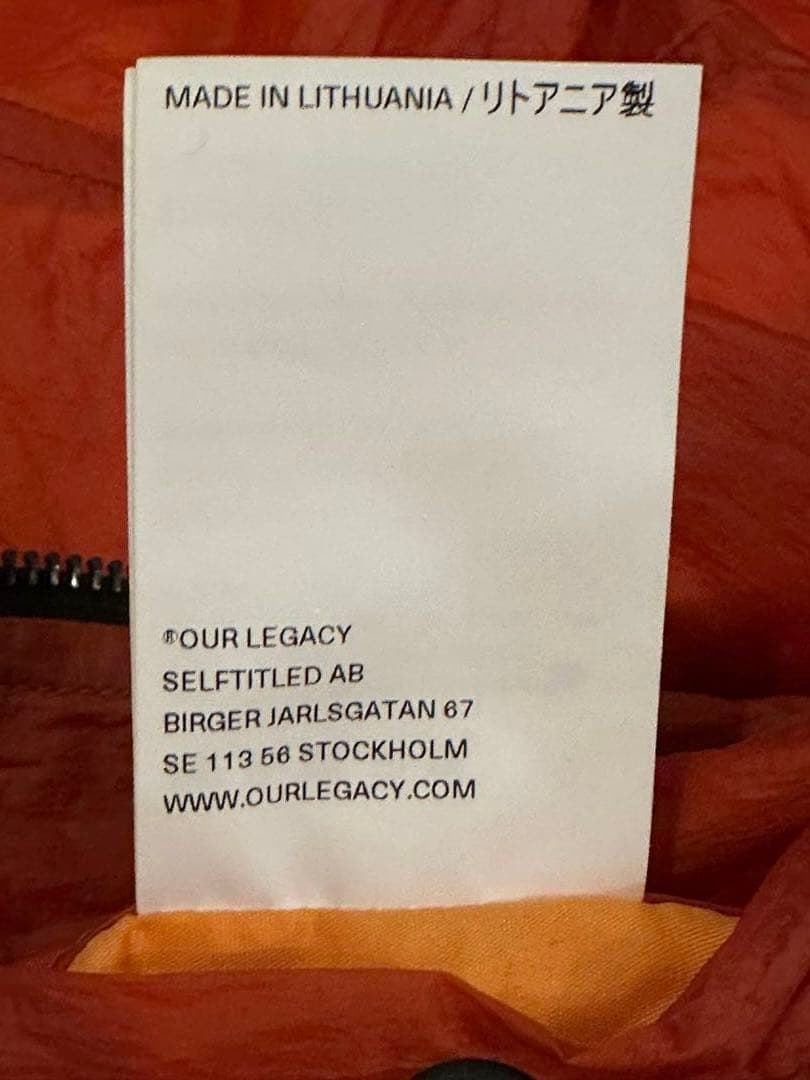 MADE IN LITHUANIA / リトアニア製
®OUR LEGACY
SELFTITLED AB
BIRGER JARLSGATAN 67
SE 113 56 STOCKHOLM
WWW.OURLEGACY.COM